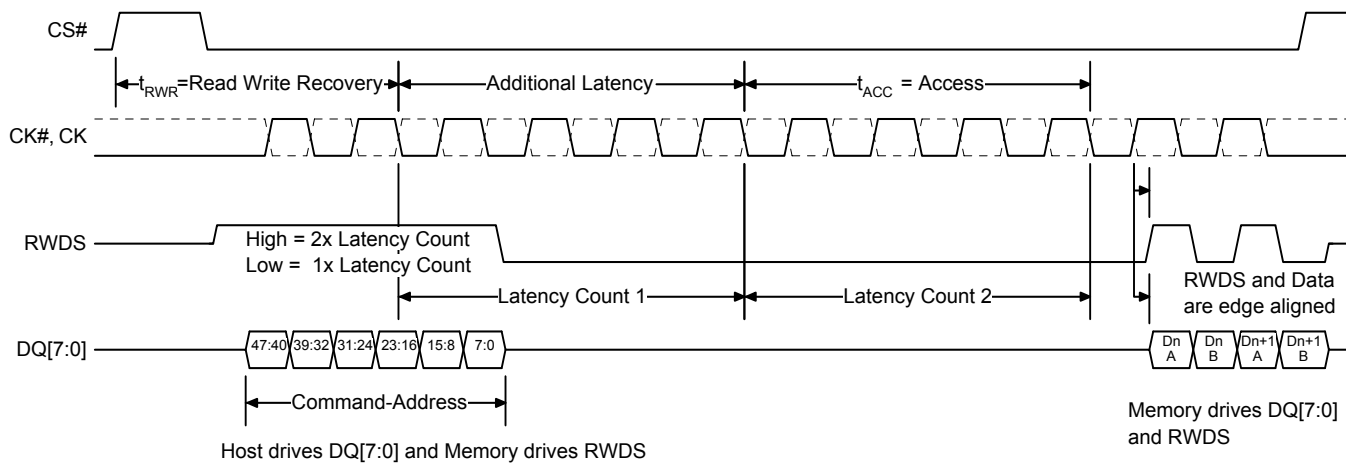 CS#
tRWR=Read Write Recovery
Additional Latency
tACC = Access
CK#, CK
RWDS
High = 2x Latency Count
Low = 1x Latency Count
Latency Count 1
Latency Count 2
RWDS and Data
are edge aligned
DQ[7:0]
47:40
39:32
31:24
23:16
15:8
7:0
Dn
A
Dn
B
Dn+1
A
Dn+1
B
Command-Address
Memory drives DQ[7:0]
and RWDS
Host drives DQ[7:0] and Memory drives RWDS